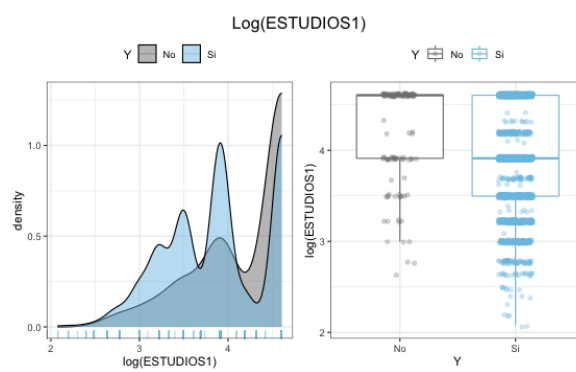 Log(ESTUDIOS1)
Y No Si
density
1.0
0.5
0.0
2 3 4
log(ESTUDIOS1)
Y No Si
log(ESTUDIOS1)
4
3
2
No Si
Y